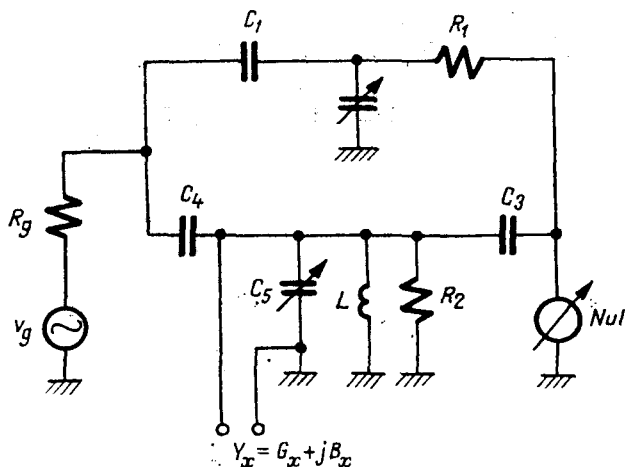 C1
R1
C4
C3
Rg
C5
L
R2
Nul
vg
Yx = Gx + jBx